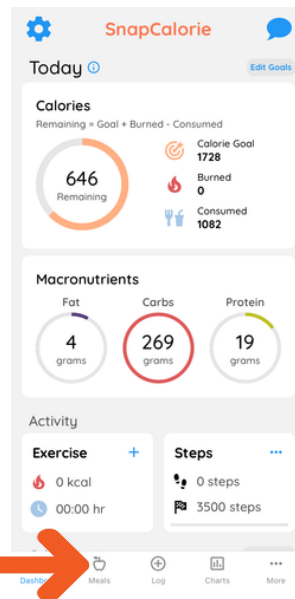 SnapCalorie
Today
Edit Goals
Calories
Remaining = Goal + Burned - Consumed
646
Remaining
Calorie Goal
1728
Burned
0
Consumed
1082
Macronutrients
Fat
Carbs
Protein
4
grams
269
grams
19
grams
Activity
Exercise
+
Steps
0 kcal
0 steps
00:00 hr
3500 steps
Meals
Log
Charts
More